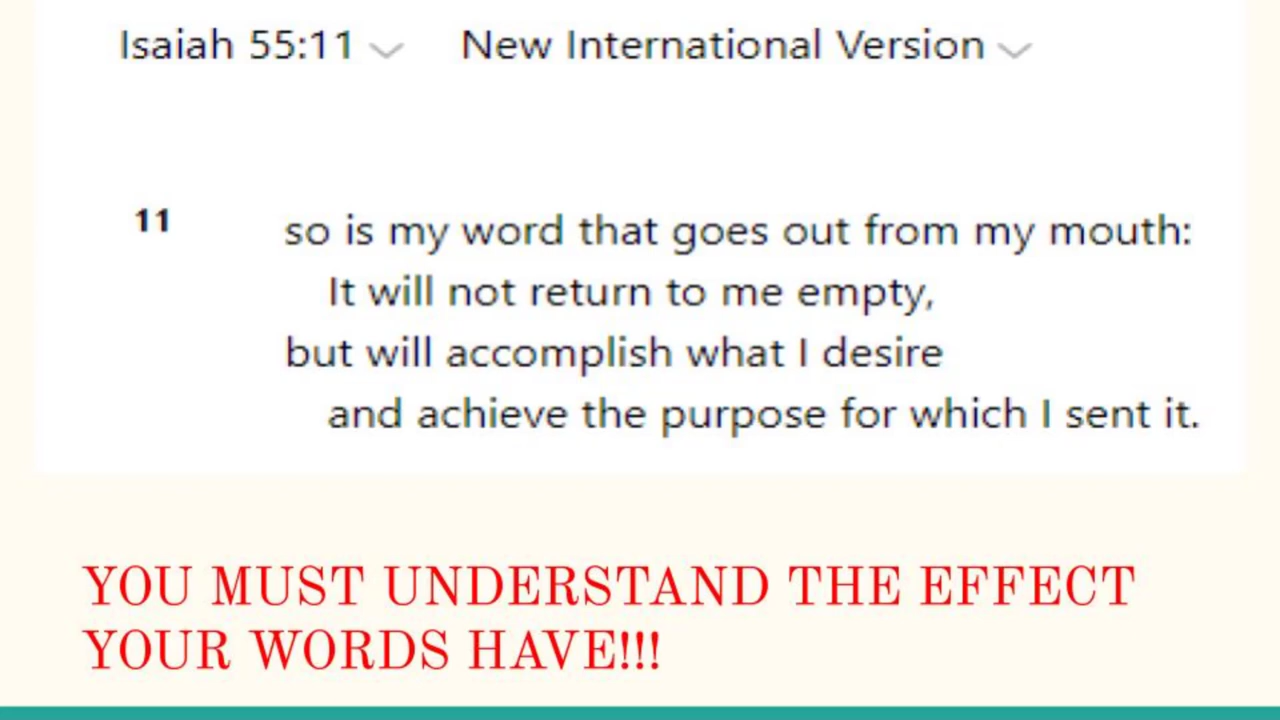 Isaiah 55:11 New International Version
11 so is my word that goes out from my mouth:
It will not return to me empty,
but will accomplish what I desire
and achieve the purpose for which I sent it.
YOU MUST UNDERSTAND THE EFFECT
YOUR WORDS HAVE!!!